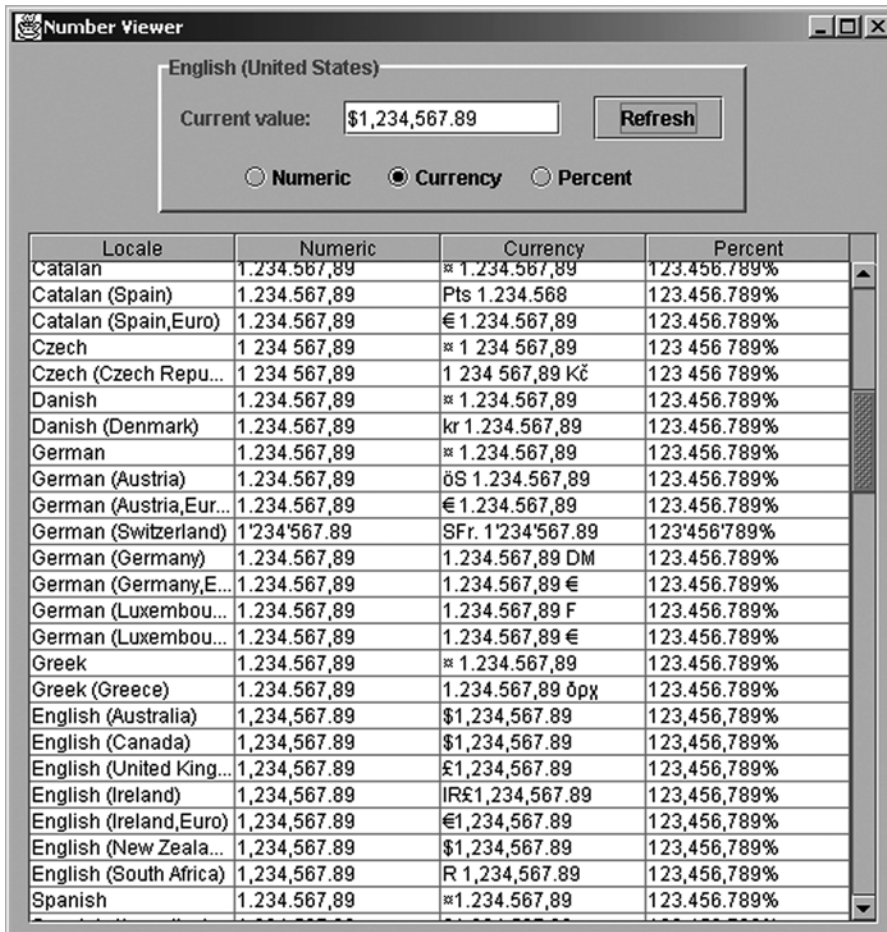 Number Viewer
English (United States)
Current value: $1,234,567.89 Refresh
Numeric Currency Percent
Locale Numeric Currency Percent
Catalan 1.234.567,89 ¤ 1.234.567,89 123.456.789%
Catalan (Spain) 1.234.567,89 Pts 1.234.568 123.456.789%
Catalan (Spain,Euro) 1.234.567,89 € 1.234.567,89 123.456.789%
Czech 1 234 567,89 ¤ 1 234 567,89 123 456 789%
Czech (Czech Repu... 1 234 567,89 1 234 567,89 Kč 123 456 789%
Danish 1.234.567,89 ¤ 1.234.567,89 123.456.789%
Danish (Denmark) 1.234.567,89 kr 1.234.567,89 123.456.789%
German 1.234.567,89 ¤ 1.234.567,89 123.456.789%
German (Austria) 1.234.567,89 öS 1.234.567,89 123.456.789%
German (Austria,Eur... 1.234.567,89 € 1.234.567,89 123.456.789%
German (Switzerland) 1'234'567.89 SFr. 1'234'567.89 123'456'789%
German (Germany) 1.234.567,89 1.234.567,89 DM 123.456.789%
German (Germany,E... 1.234.567,89 1.234.567,89 € 123.456.789%
German (Luxembou... 1.234.567,89 1.234.567,89 F 123.456.789%
German (Luxembou... 1.234.567,89 1.234.567,89 € 123.456.789%
Greek 1.234.567,89 ¤ 1.234.567,89 123.456.789%
Greek (Greece) 1.234.567,89 1.234.567,89 δρχ 123.456.789%
English (Australia) 1,234,567.89 $1,234,567.89 123,456,789%
English (Canada) 1,234,567.89 $1,234,567.89 123,456,789%
English (United King... 1,234,567.89 £1,234,567.89 123,456,789%
English (Ireland) 1,234,567.89 IR£1,234,567.89 123,456,789%
English (Ireland,Euro) 1,234,567.89 €1,234,567.89 123,456,789%
English (New Zeala... 1,234,567.89 $1,234,567.89 123,456,789%
English (South Africa) 1,234,567.89 R 1,234,567.89 123,456,789%
Spanish 1.234.567,89 ¤1.234.567,89 123.456.789%